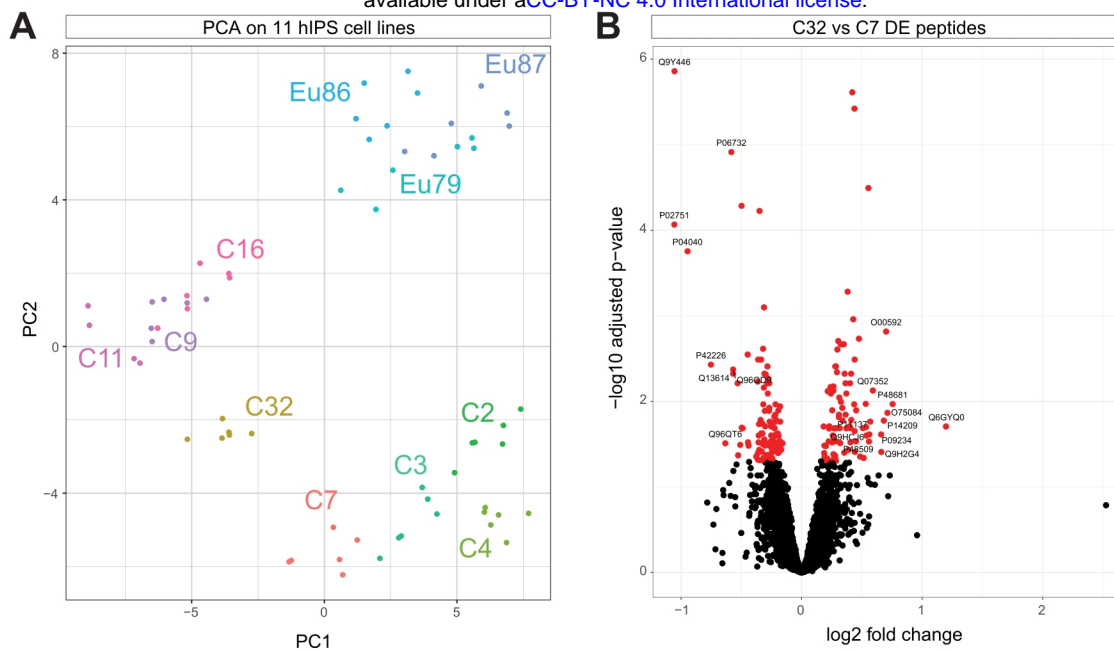 available under aCC-BY-NC 4.0 International license.
A
PCA on 11 hIPS cell lines
8
4
0
−4
−5
0
5
PC2
PC1
Eu87
Eu86
Eu79
C16
C9
C11
C32
C2
C3
C7
C4
B
C32 vs C7 DE peptides
6
4
2
0
−1
0
1
2
−log10 adjusted p−value
log2 fold change
Q9Y446
P06732
P02751
P04040
O00592
P42226
Q13614
Q07352
P48681
O75084
Q6GYQ0
P14209
Q96QT6
P09234
P48509
Q9H2G4